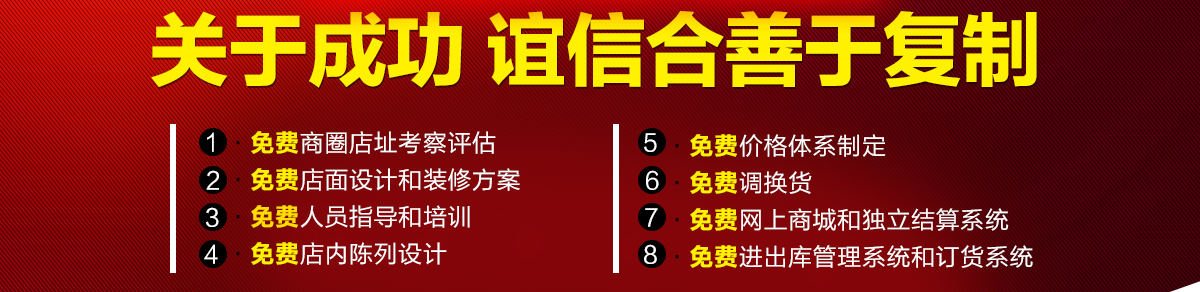 关于成功 谊信合善于复制
1·免费商圈店址考察评估
2·免费店面设计和装修方案
3·免费人员指导和培训
4·免费店内陈列设计
5·免费价格体系制定
6·免费调换货
7·免费网上商城和独立结算系统
8·免费进出库管理系统和订货系统